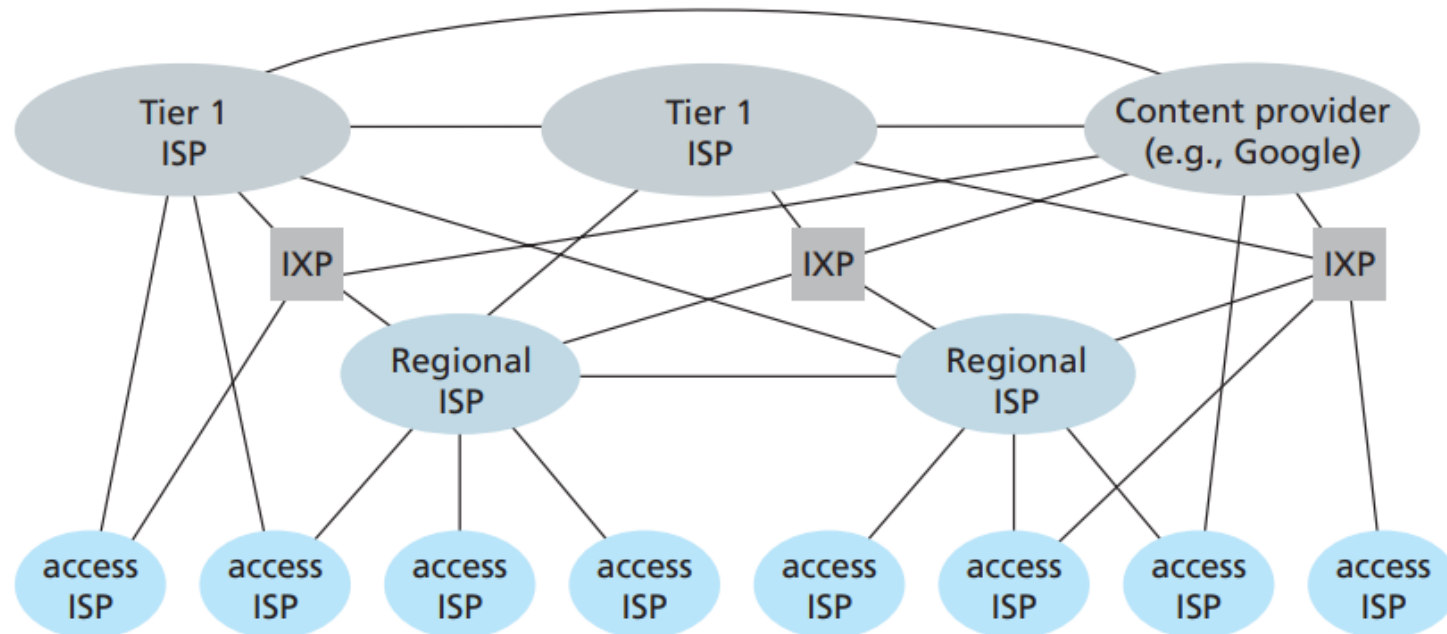 Tier 1
ISP
Tier 1
ISP
Content provider
(e.g., Google)
IXP
IXP
IXP
Regional
ISP
Regional
ISP
access
ISP
access
ISP
access
ISP
access
ISP
access
ISP
access
ISP
access
ISP
access
ISP